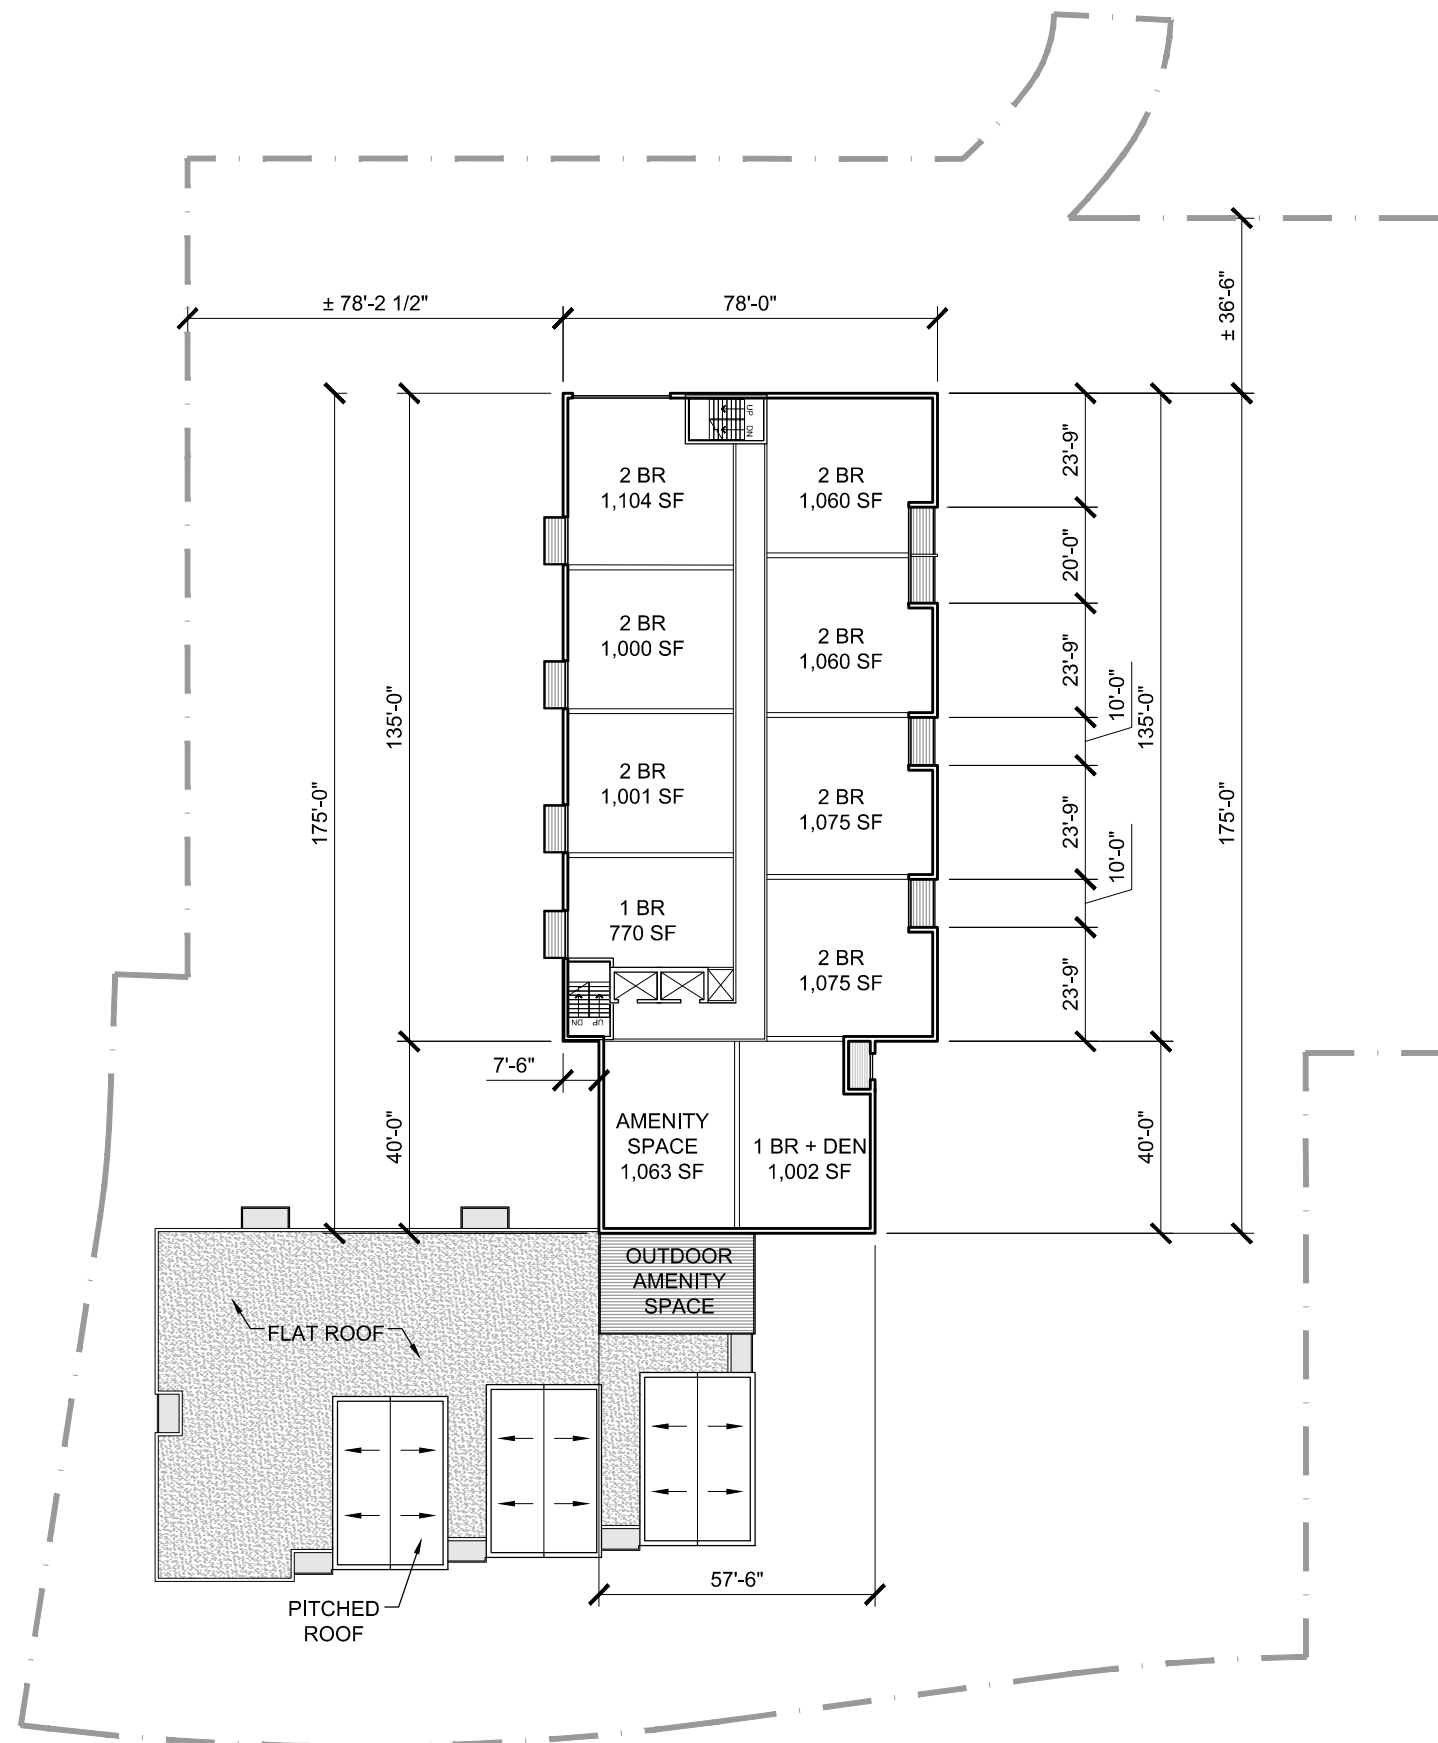 ± 78'-2 1/2"
78'-0"
± 36'-6"
UP
DN
2 BR
1,104 SF
2 BR
1,060 SF
23'-9"
20'-0"
2 BR
1,000 SF
2 BR
1,060 SF
23'-9"
10'-0"
135'-0"
135'-0"
175'-0"
175'-0"
2 BR
1,001 SF
2 BR
1,075 SF
23'-9"
10'-0"
1 BR
770 SF
2 BR
1,075 SF
23'-9"
DN
UP
7'-6"
40'-0"
40'-0"
AMENITY
SPACE
1,063 SF
1 BR + DEN
1,002 SF
OUTDOOR
AMENITY
SPACE
FLAT ROOF
57'-6"
PITCHED
ROOF